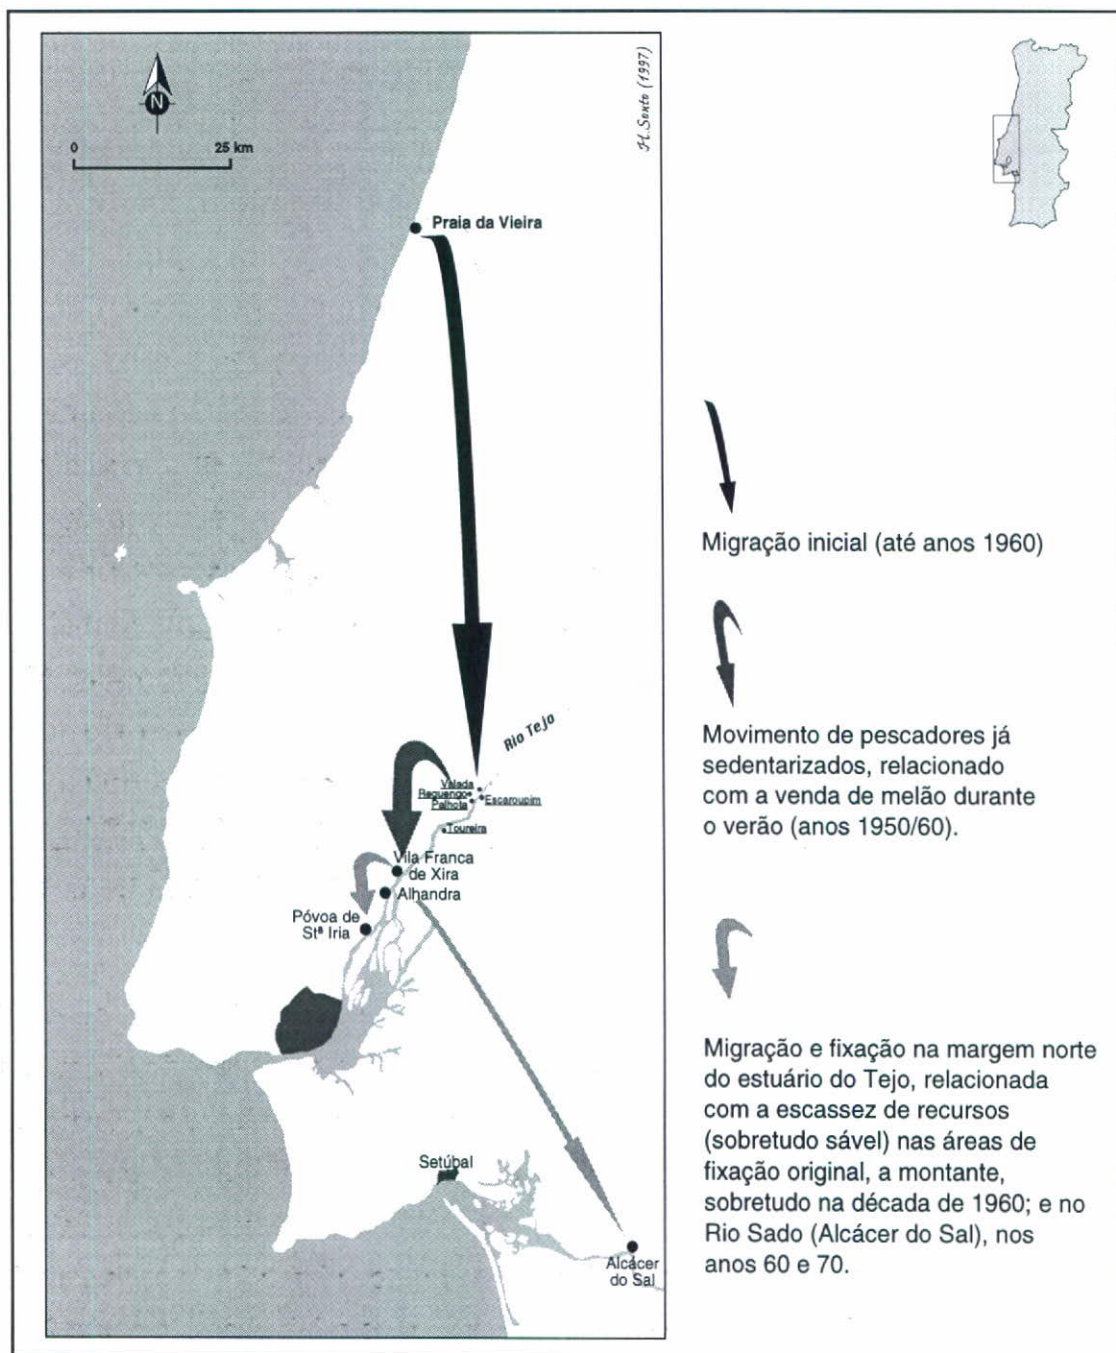 H.Souto (1997)
N
0 25 km
Praia da Vieira
Rio Tejo
Valada
Reguengo
Palhota
Escaroupim
Toureira
Vila Franca
de Xira
Alhandra
Póvoa de
Stª Iria
Setúbal
Alcácer
do Sal
Migração inicial (até anos 1960)
Movimento de pescadores já
sedentarizados, relacionado
com a venda de melão durante
o verão (anos 1950/60).
Migração e fixação na margem norte
do estuário do Tejo, relacionada
com a escassez de recursos
(sobretudo sável) nas áreas de
fixação original, a montante,
sobretudo na década de 1960; e no
Rio Sado (Alcácer do Sal), nos
anos 60 e 70.